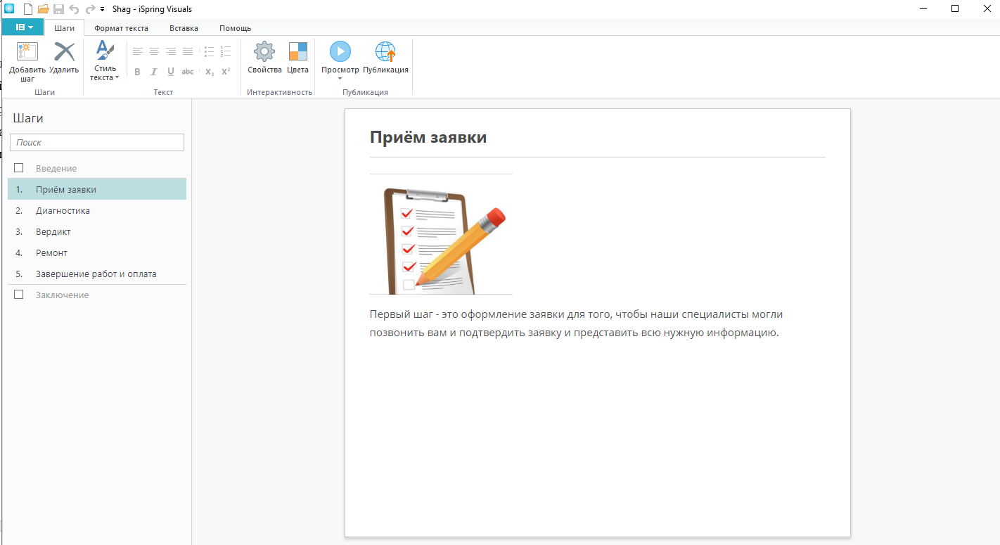 Shag - iSpring Visuals
Шаги Формат текста Вставка Помощь
Добавить шаг
Удалить
Стиль текста
B I U abc X₂ X²
Свойства
Цвета
Просмотр
Публикация
Шаги Текст Интерактивность Публикация
Шаги
Поиск
Введение
1. Приём заявки
2. Диагностика
3. Вердикт
4. Ремонт
5. Завершение работ и оплата
Заключение
Приём заявки
Первый шаг - это оформление заявки для того, чтобы наши специалисты могли
позвонить вам и подтвердить заявку и представить всю нужную информацию.